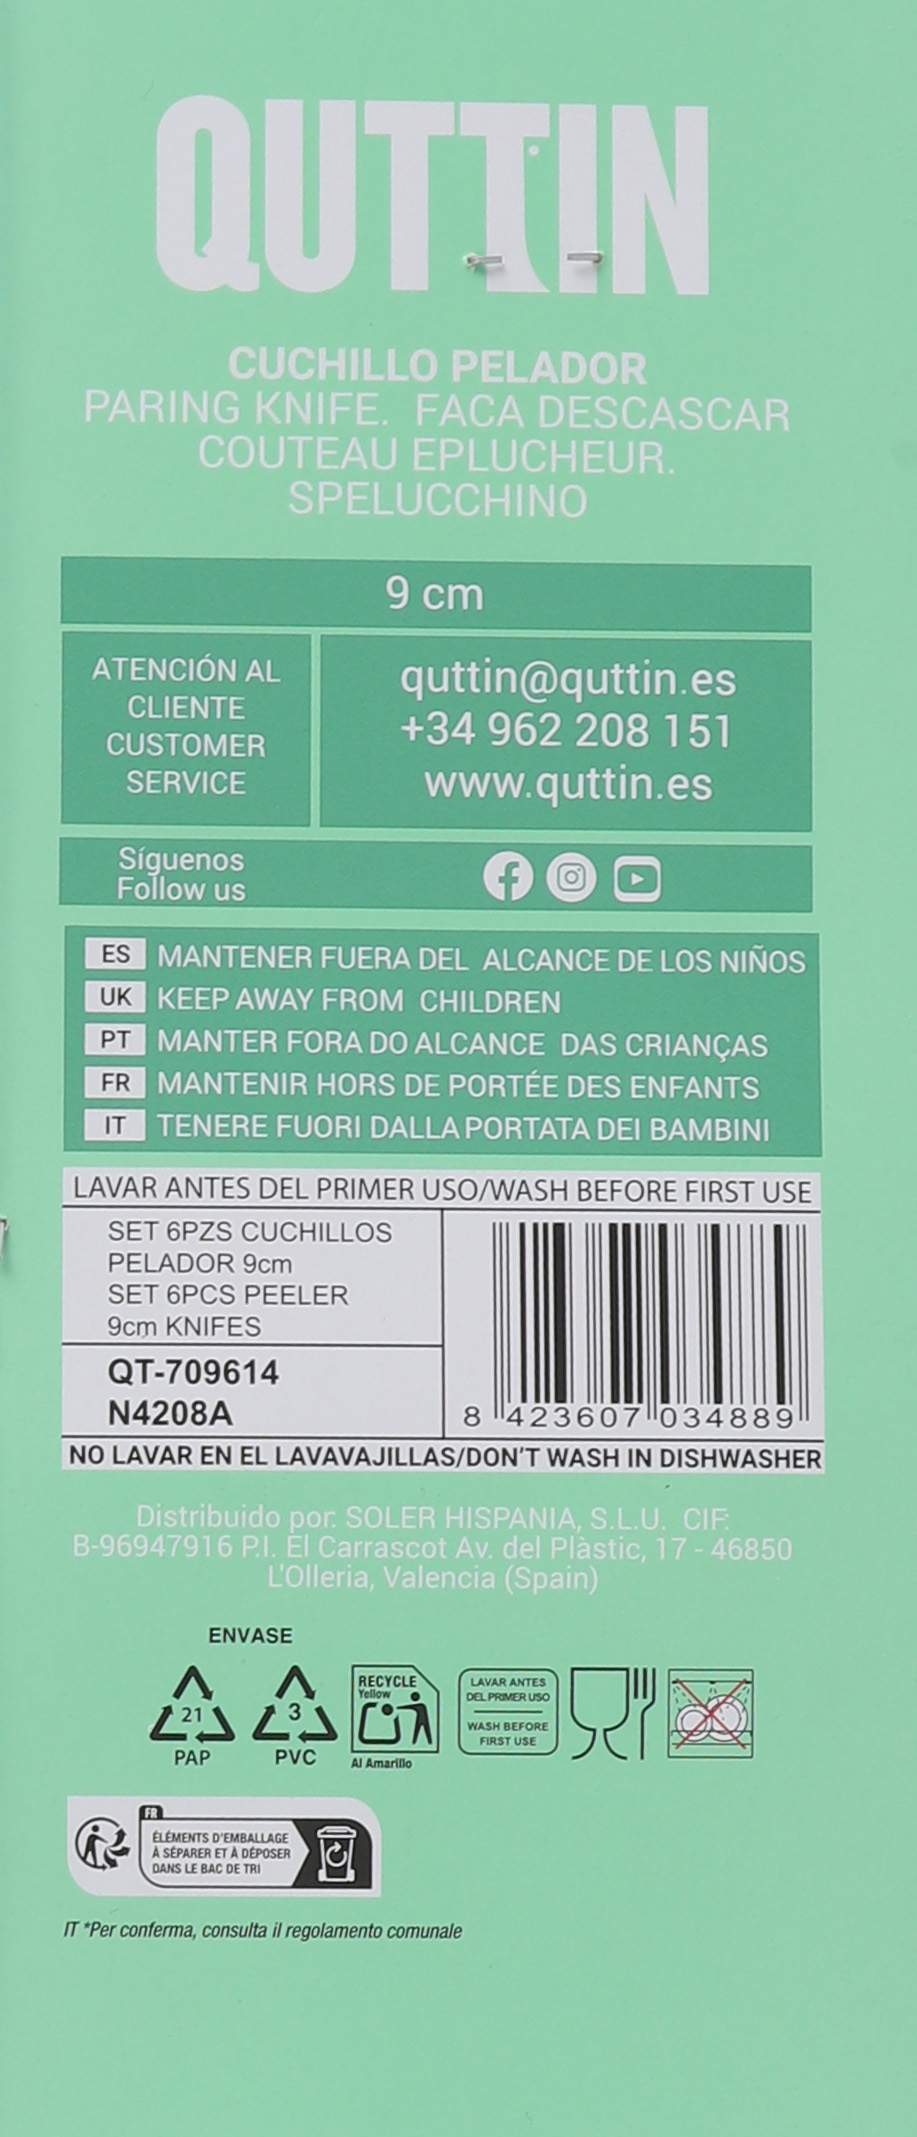 QUTTIN
CUCHILLO PELADOR
PARING KNIFE. FACA DESCASCAR
COUTEAU EPLUCHEUR.
SPELUCCHINO
9 cm
ATENCIÓN AL
CLIENTE
CUSTOMER
SERVICE
quttin@quttin.es
+34 962 208 151
www.quttin.es
Síguenos
Follow us
ES MANTENER FUERA DEL ALCANCE DE LOS NIÑOS
UK KEEP AWAY FROM CHILDREN
PT MANTER FORA DO ALCANCE DAS CRIANÇAS
FR MANTENIR HORS DE PORTÉE DES ENFANTS
IT TENERE FUORI DALLA PORTATA DEI BAMBINI
LAVAR ANTES DEL PRIMER USO/WASH BEFORE FIRST USE
SET 6PZS CUCHILLOS
PELADOR 9cm
SET 6PCS PEELER
9cm KNIFES
QT-709614
N4208A
8 423607 034889
NO LAVAR EN EL LAVAVAJILLAS/DON'T WASH IN DISHWASHER
Distribuido por: SOLER HISPANIA, S.L.U. CIF:
B-96947916 P.I. El Carrascot Av. del Plàstic, 17 - 46850
L'Olleria, Valencia (Spain)
ENVASE
21
PAP
3
PVC
RECYCLE
Yellow
Al Amarillo
LAVAR ANTES
DEL PRIMER USO
WASH BEFORE
FIRST USE
FR
ÉLÉMENTS D'EMBALLAGE
À SÉPARER ET À DÉPOSER
DANS LE BAC DE TRI
IT *Per conferma, consulta il regolamento comunale